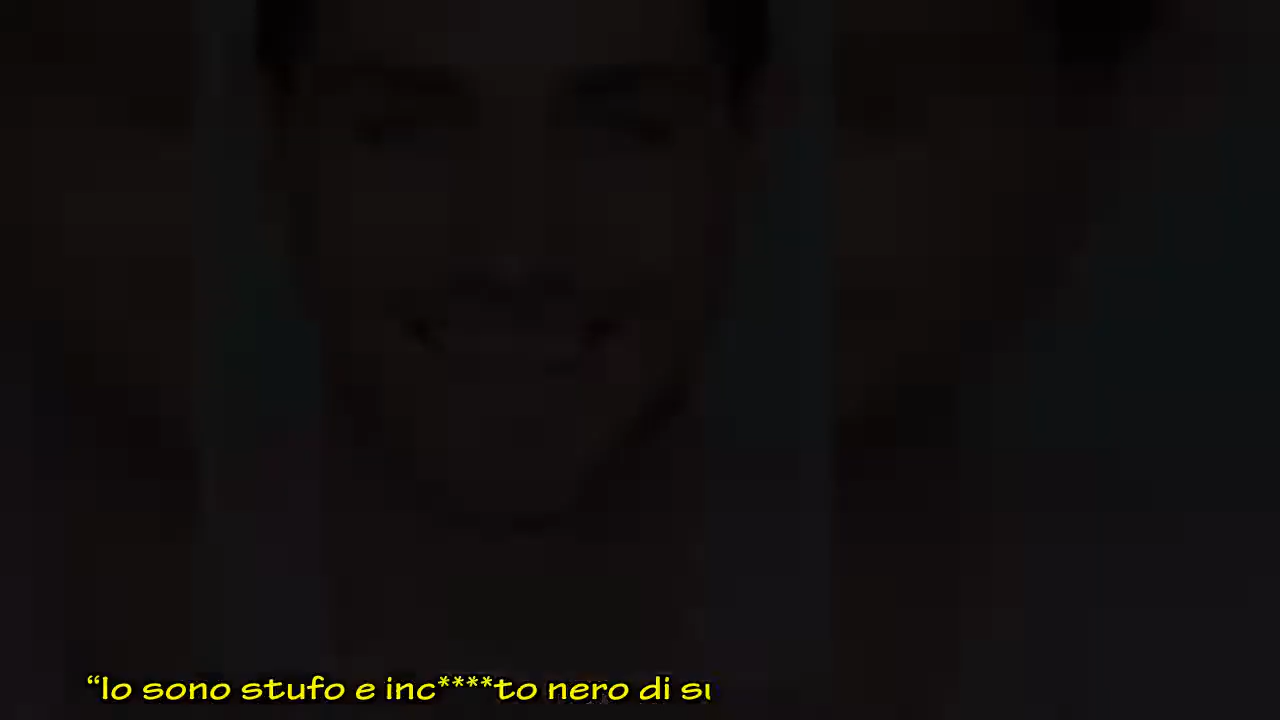 “Io sono stufo e inc****to nero di